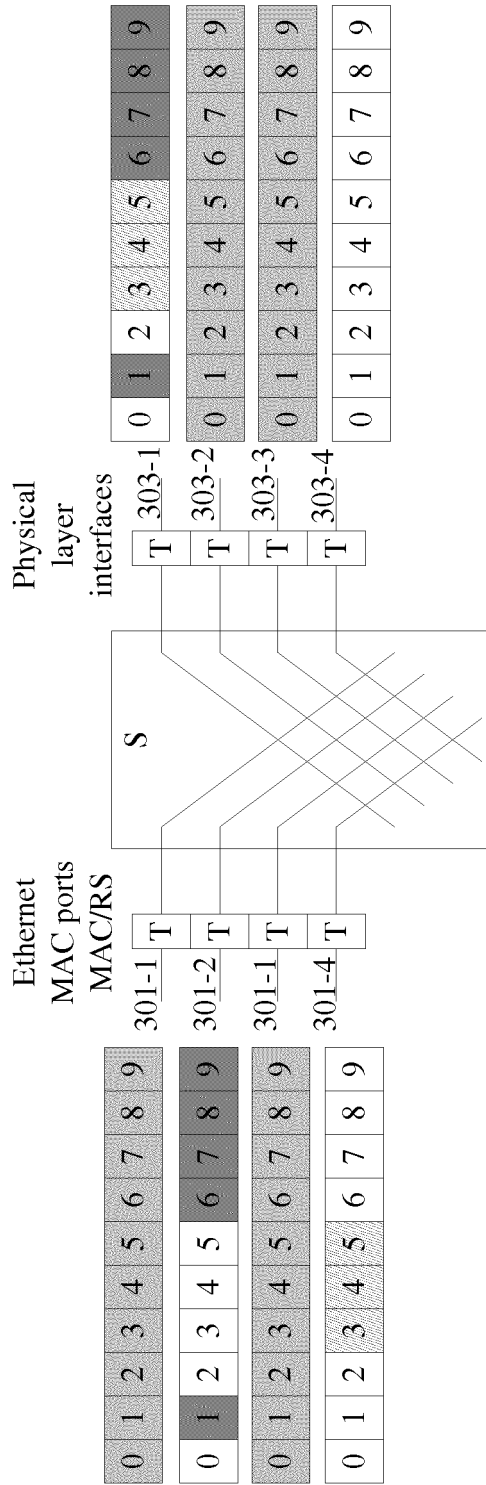 Ethernet
MAC ports
MAC/RS
Physical
layer
interfaces
0 1 2 3 4 5 6 7 8 9
301-1
T
S
T
303-1
0 1 2 3 4 5 6 7 8 9
0 1 2 3 4 5 6 7 8 9
301-2
T
T
303-2
0 1 2 3 4 5 6 7 8 9
0 1 2 3 4 5 6 7 8 9
301-1
T
T
303-3
0 1 2 3 4 5 6 7 8 9
0 1 2 3 4 5 6 7 8 9
301-4
T
T
303-4
0 1 2 3 4 5 6 7 8 9